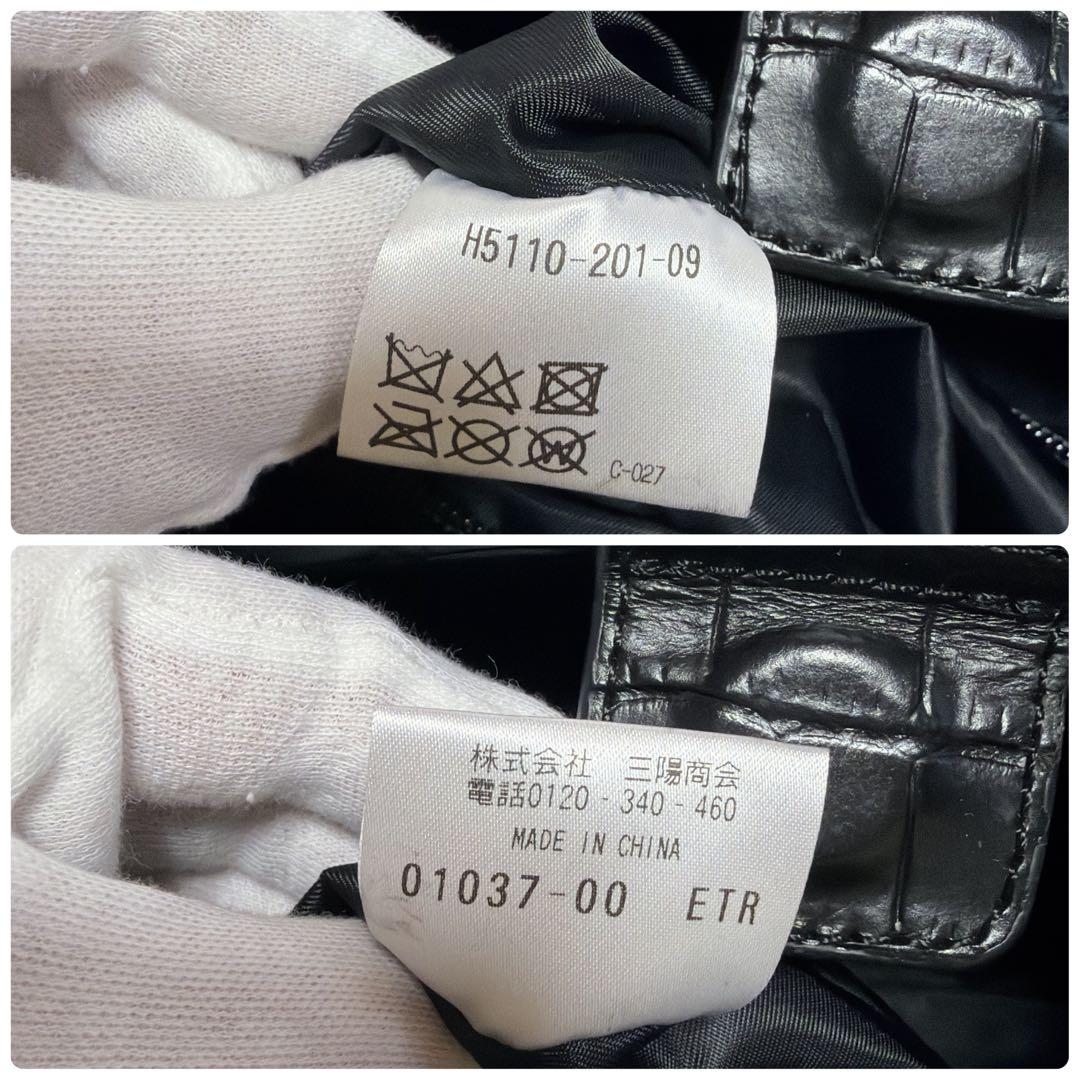 H5110-201-09
W
C-027
株式会社 三陽商会
電話0120-340-460
MADE IN CHINA
01037-00 ETR